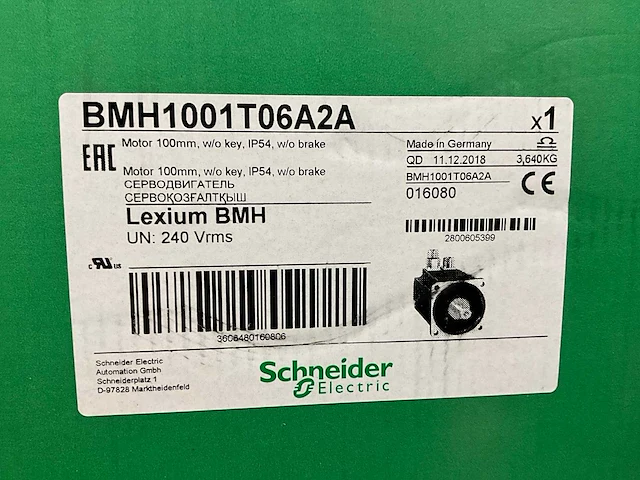 BMH1001T06A2A
x1
EAC
Motor 100mm, w/o key, IP54, w/o brake
Motor 100mm, w/o key, IP54, w/o brake
СЕРВОДВИГАТЕЛЬ
СЕРВОҚОЗҒАЛТҚЫШ
Lexium BMH
UN: 240 Vrms
Made in Germany
QD 11.12.2018 3,640KG
BMH1001T06A2A
016080
CE
2800605399
c RU us
3606480160806
Schneider Electric
Automation Gmbh
Schneiderplatz 1
D-97828 Marktheidenfeld
Schneider
Electric